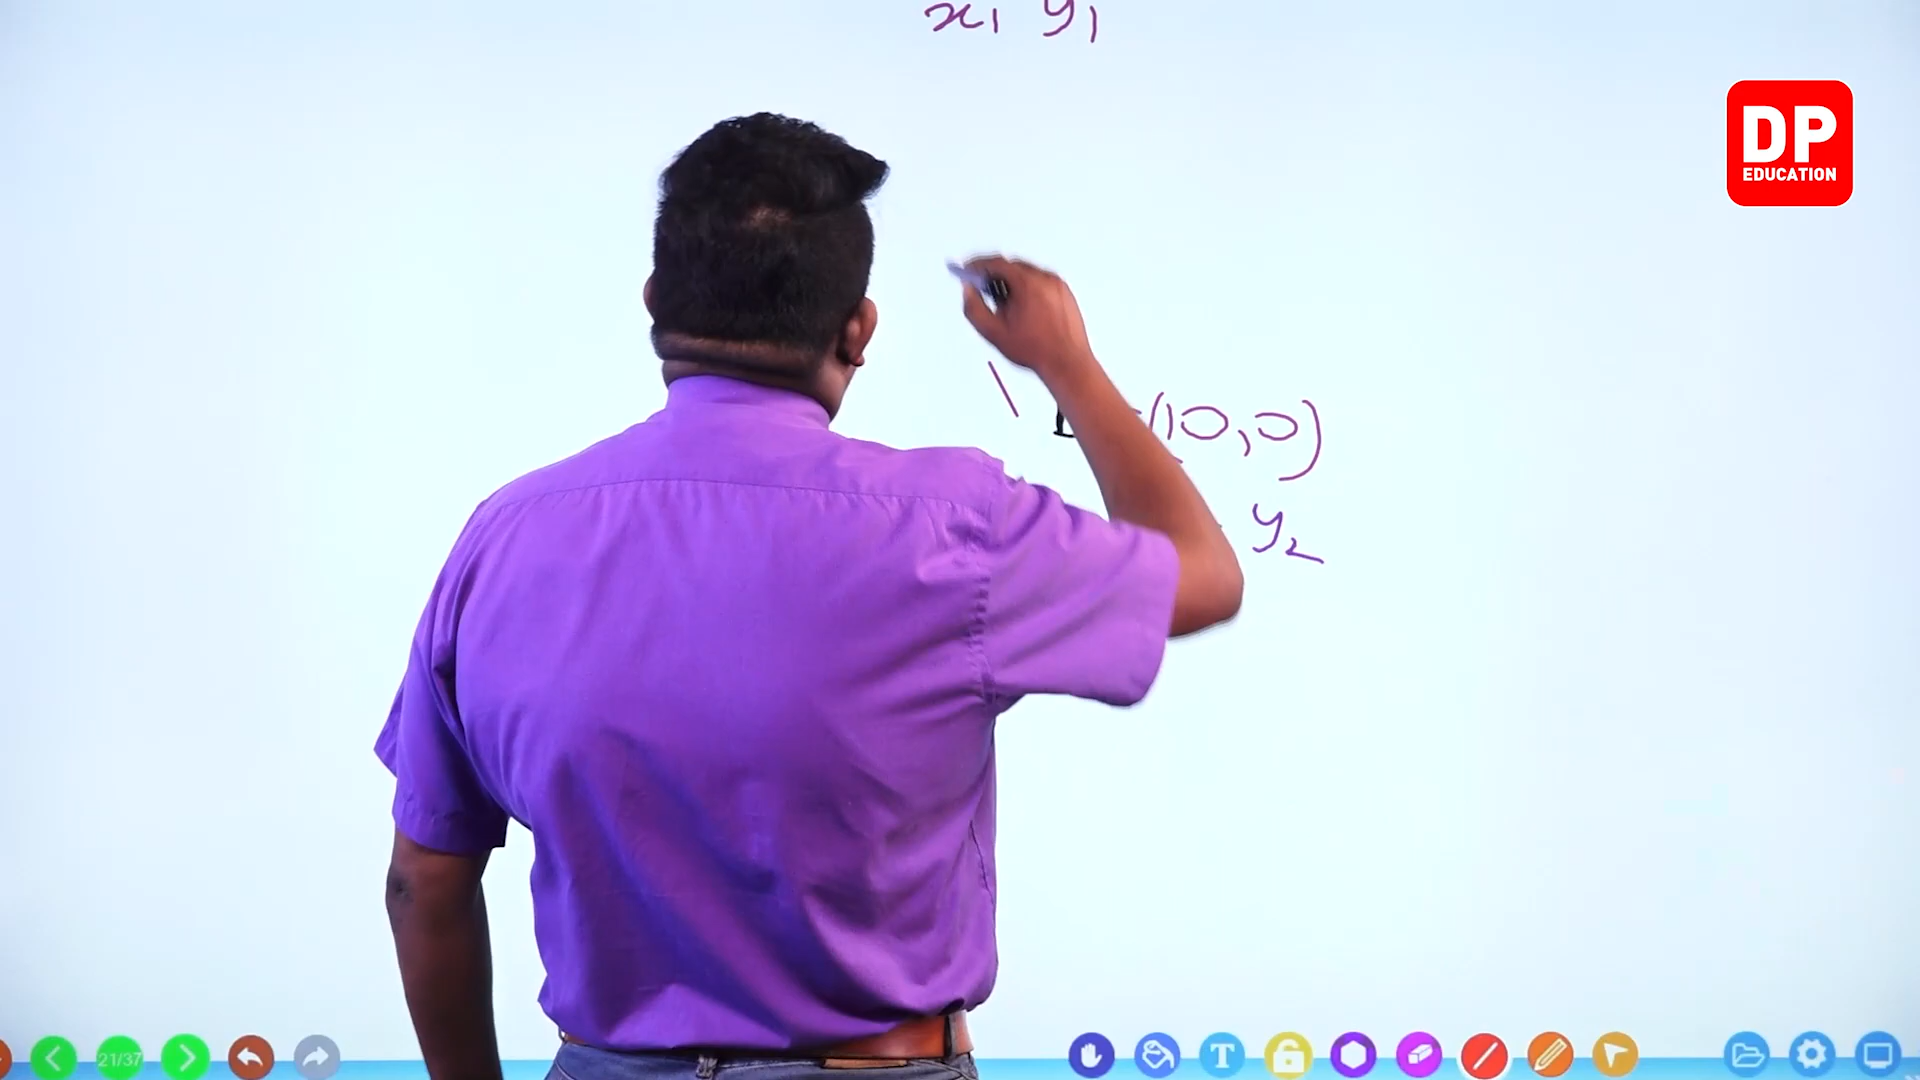 x₁ y₁
DP
EDUCATION
(10,0)
y₂
21/37
T